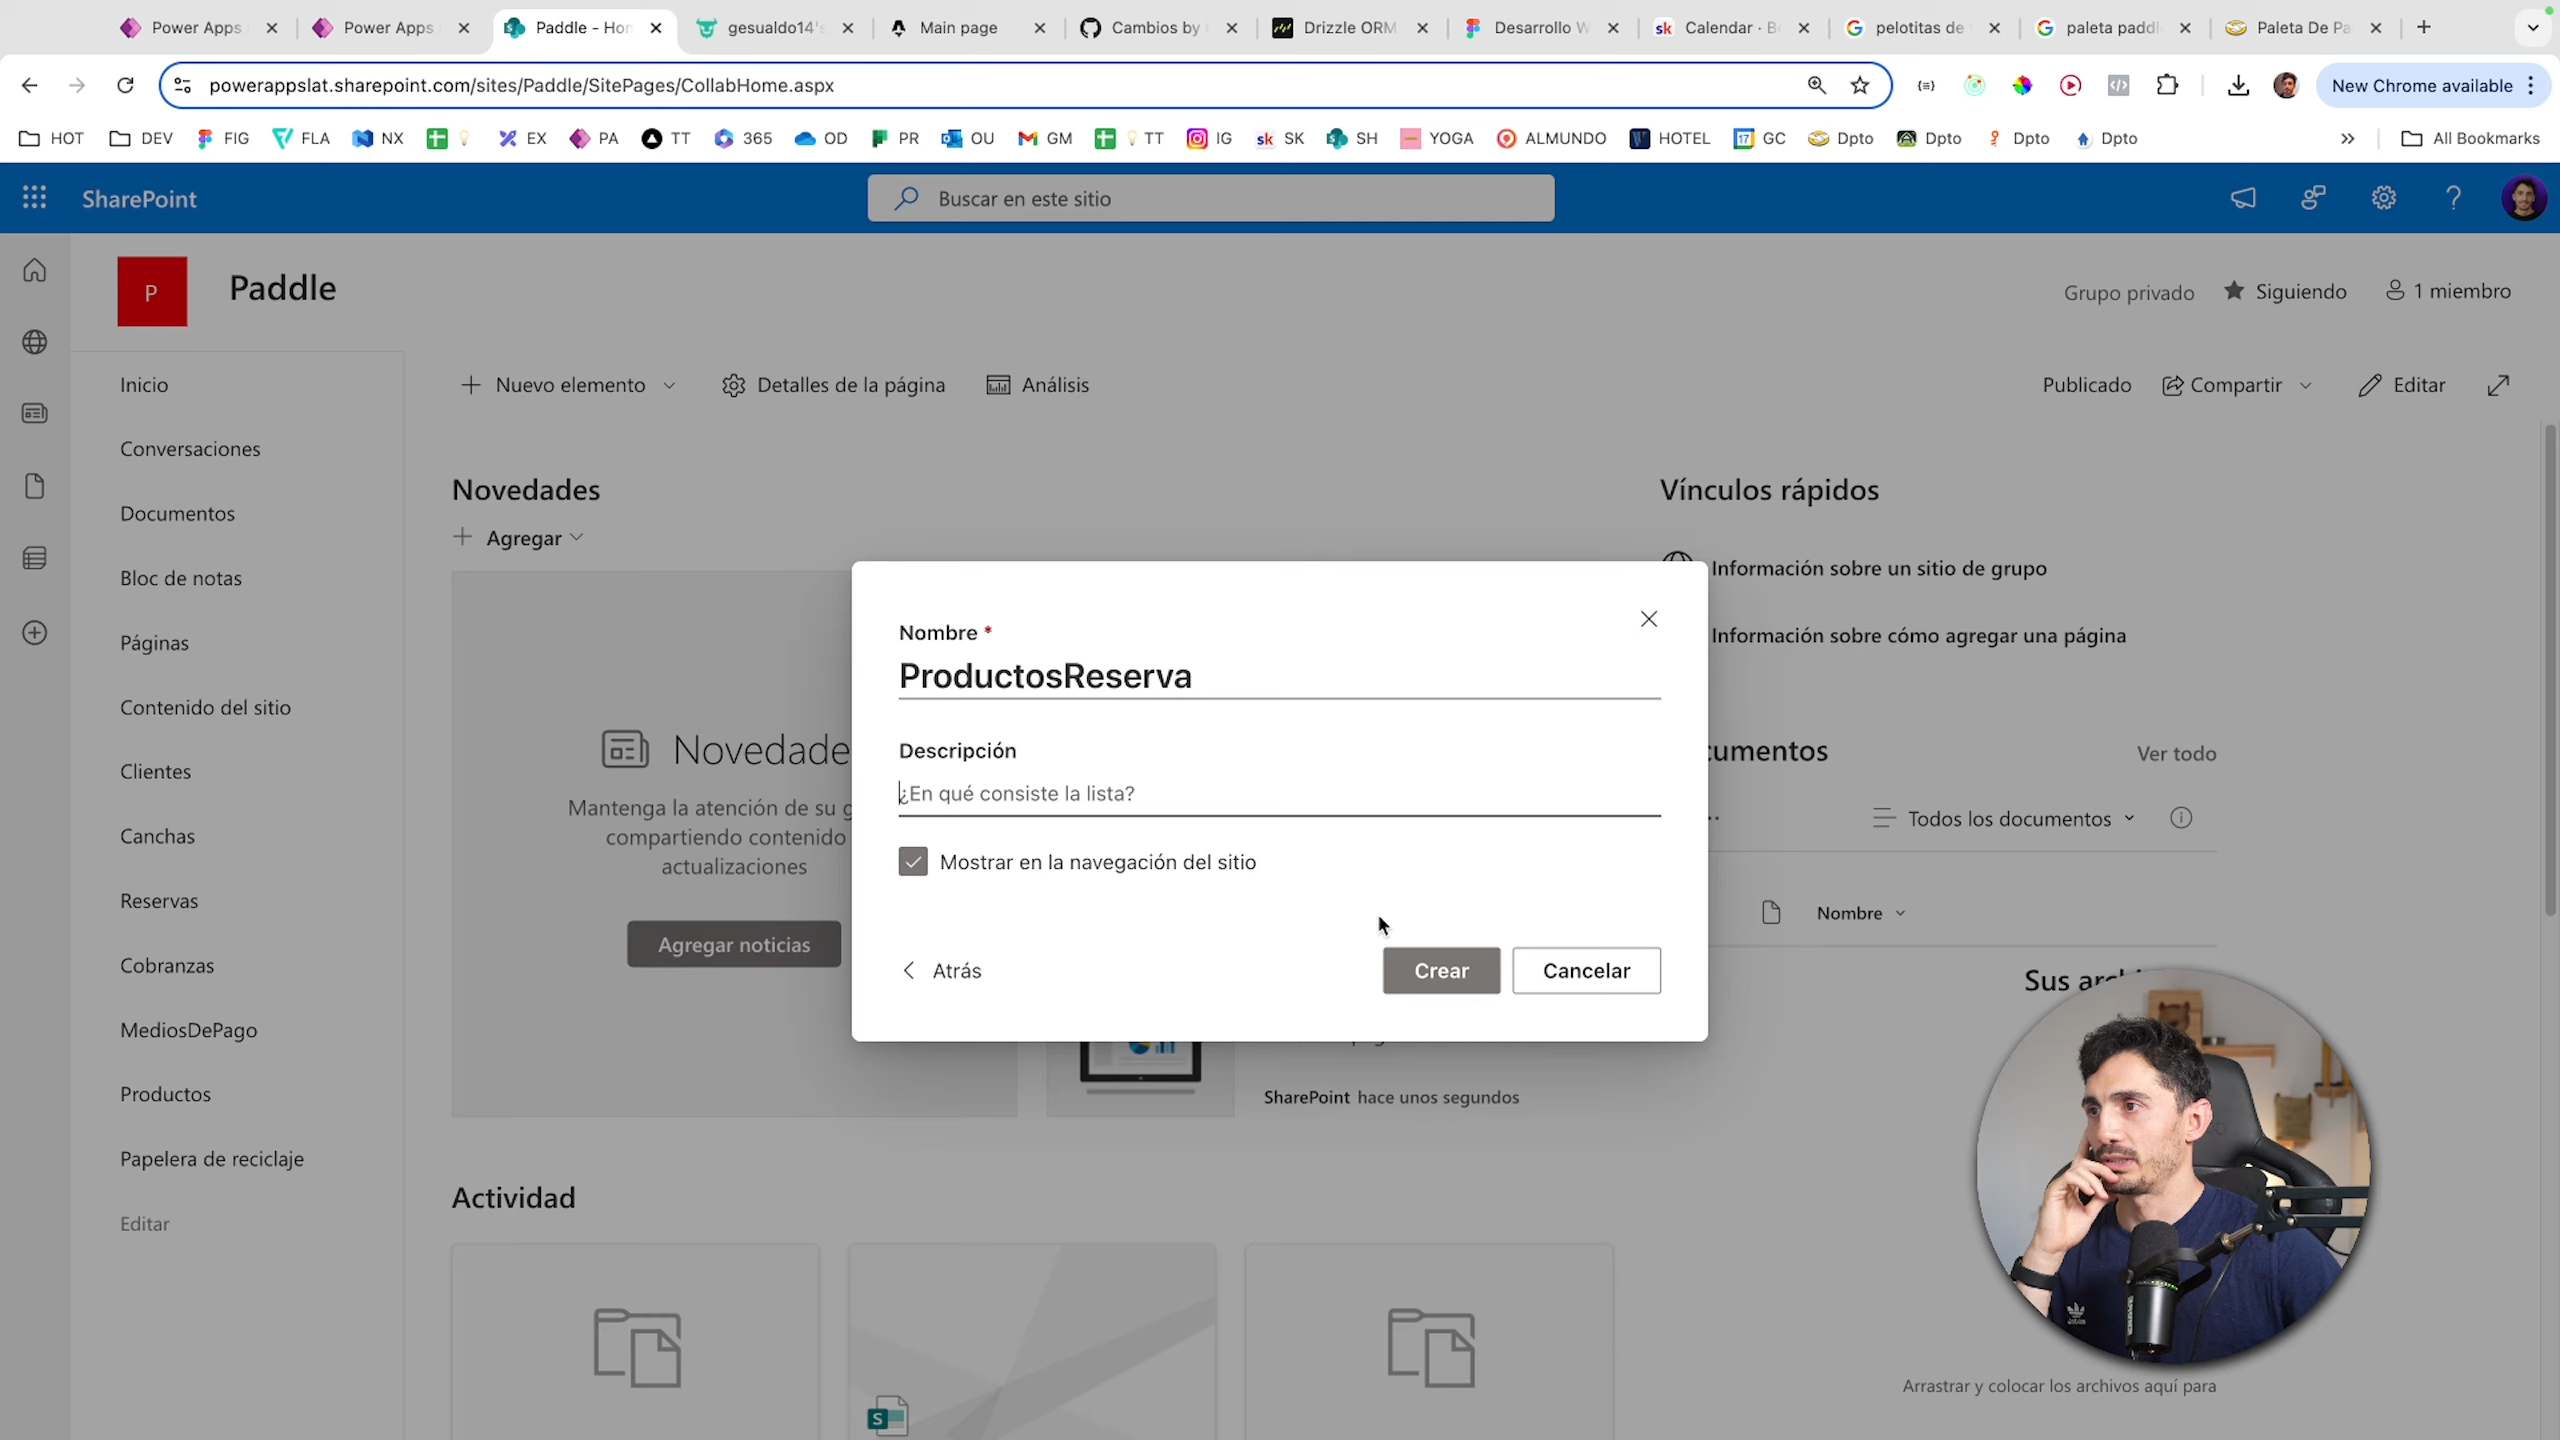 Power Apps
Power Apps
Paddle - Hom
gesualdo14's
Main page
Cambios by
Drizzle ORM
Desarrollo W
Calendar · B
pelotitas de
paleta paddl
Paleta De Pa
powerappslat.sharepoint.com/sites/Paddle/SitePages/CollabHome.aspx
New Chrome available
HOT
DEV
FIG
FLA
NX
EX
PA
TT
365
OD
PR
OU
GM
TT
IG
SK
SH
YOGA
ALMUNDO
HOTEL
GC
Dpto
Dpto
Dpto
Dpto
All Bookmarks
SharePoint
Buscar en este sitio
P
Paddle
Grupo privado
Siguiendo
1 miembro
Inicio
Nuevo elemento
Detalles de la página
Análisis
Publicado
Compartir
Editar
Conversaciones
Documentos
Bloc de notas
Páginas
Contenido del sitio
Clientes
Canchas
Reservas
Cobranzas
MediosDePago
Productos
Papelera de reciclaje
Editar
Novedades
Agregar
Novedade
Mantenga la atención de su g
compartiendo contenido
actualizaciones
Agregar noticias
Nombre *
ProductosReserva
Descripción
¿En qué consiste la lista?
Mostrar en la navegación del sitio
Atrás
Crear
Cancelar
SharePoint hace unos segundos
Vínculos rápidos
Información sobre un sitio de grupo
Información sobre cómo agregar una página
cumentos
Ver todo
Todos los documentos
Nombre
Arrastrar y colocar los archivos aquí para
Actividad